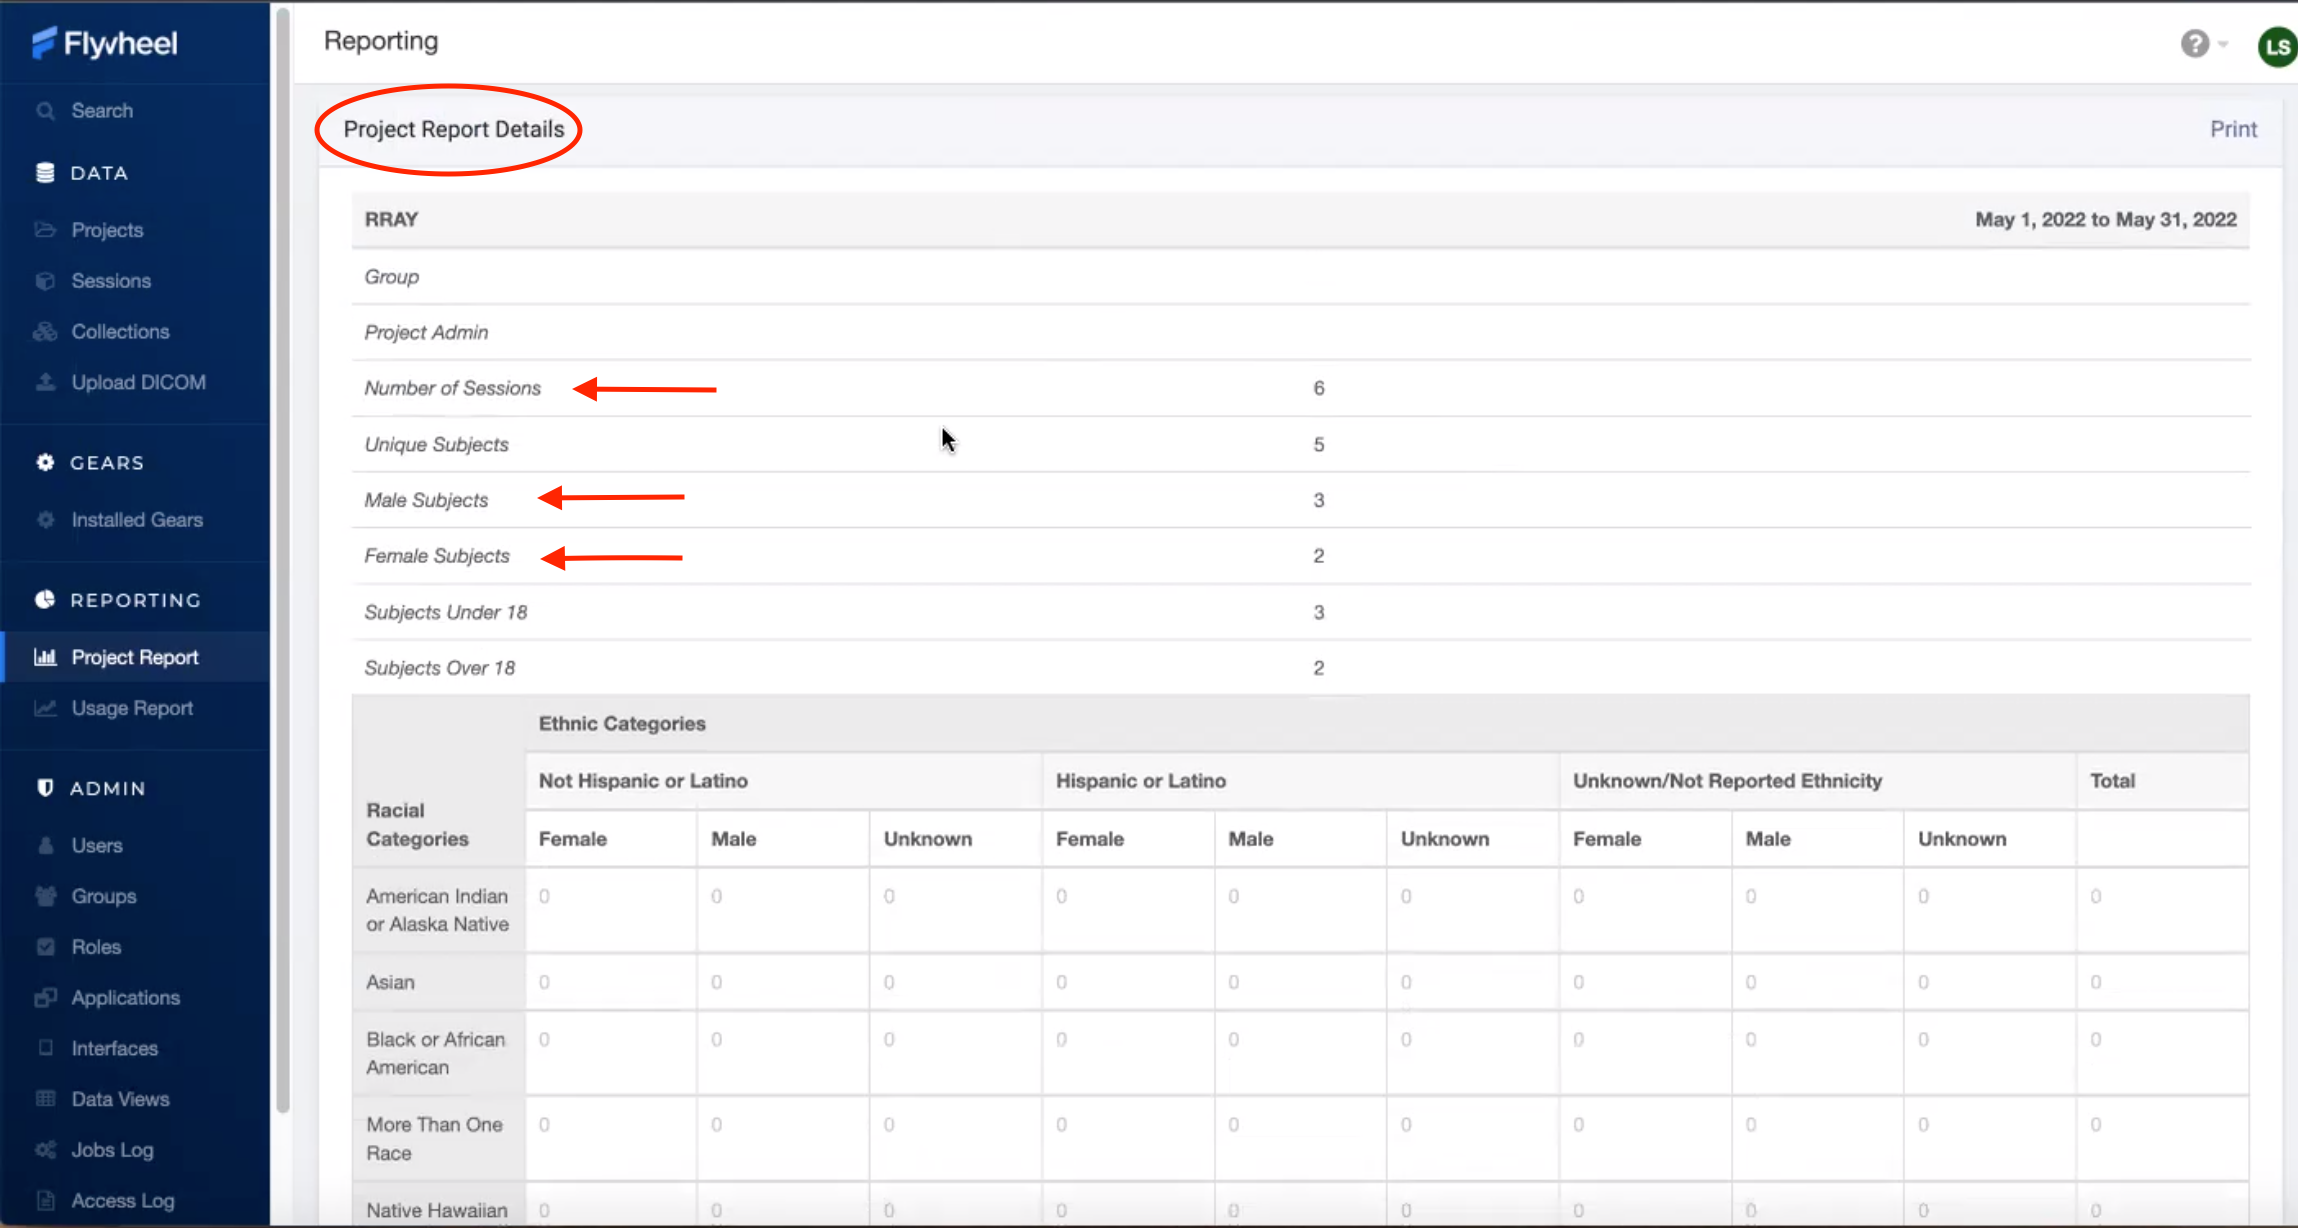 Flywheel
Reporting
? LS
Search
Project Report Details
Print
DATA
Projects
Sessions
Collections
Upload DICOM
RRAY May 1, 2022 to May 31, 2022
Group
Project Admin
Number of Sessions 6
Unique Subjects 5
Male Subjects 3
Female Subjects 2
Subjects Under 18 3
Subjects Over 18 2
GEARS
Installed Gears
REPORTING
Project Report
Usage Report
ADMIN
Users
Groups
Roles
Applications
Interfaces
Data Views
Jobs Log
Access Log
Ethnic Categories
Racial
Categories
Not Hispanic or Latino Hispanic or Latino Unknown/Not Reported Ethnicity Total
Female Male Unknown Female Male Unknown Female Male Unknown
American Indian
or Alaska Native
0 0 0 0 0 0 0 0 0 0
Asian 0 0 0 0 0 0 0 0 0 0
Black or African
American
0 0 0 0 0 0 0 0 0 0
More Than One
Race
0 0 0 0 0 0 0 0 0 0
Native Hawaiian 0 0 0 0 0 0 0 0 0 0